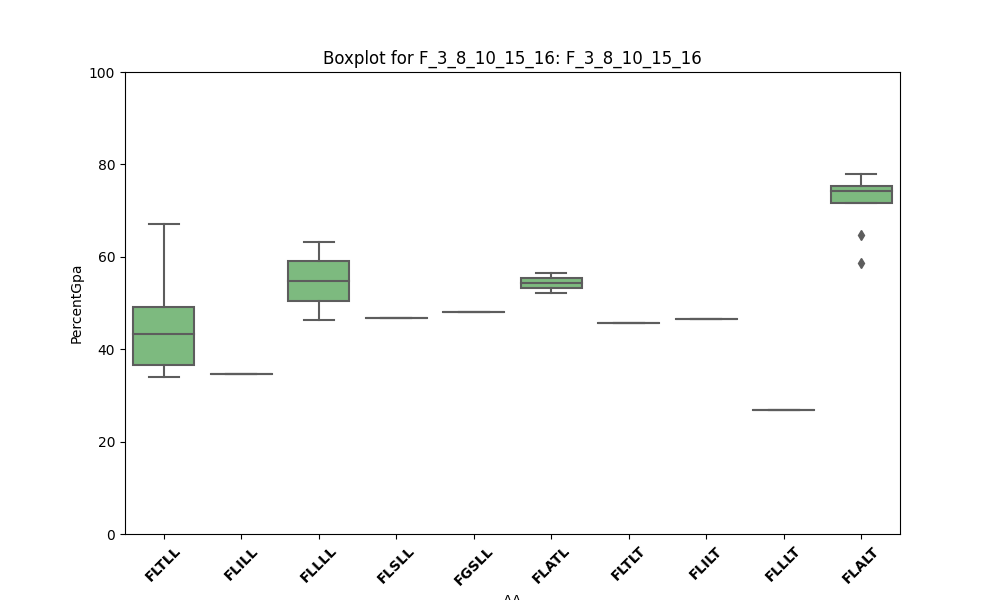 Boxplot for F_3_8_10_15_16: F_3_8_10_15_16
100
80
60
40
20
0
PercentGpa
FLTLL
FLILL
FLLLL
FLSLL
FGSLL
FLATL
FLTLT
FLILT
FLLLT
FLALT
AA